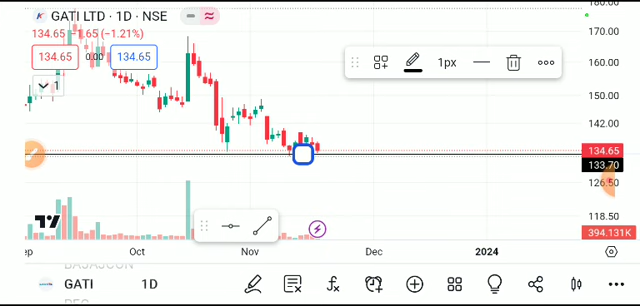 GATI LTD · 1D · NSE
134.65 −1.65 (−1.21%)
134.65 0.00 134.65
1
1px
180.00
170.00
160.00
150.00
142.00
134.65
133.70
126.50
118.50
394.131K
Oct Nov Dec 2024
BAJAJCON
GATI 1D